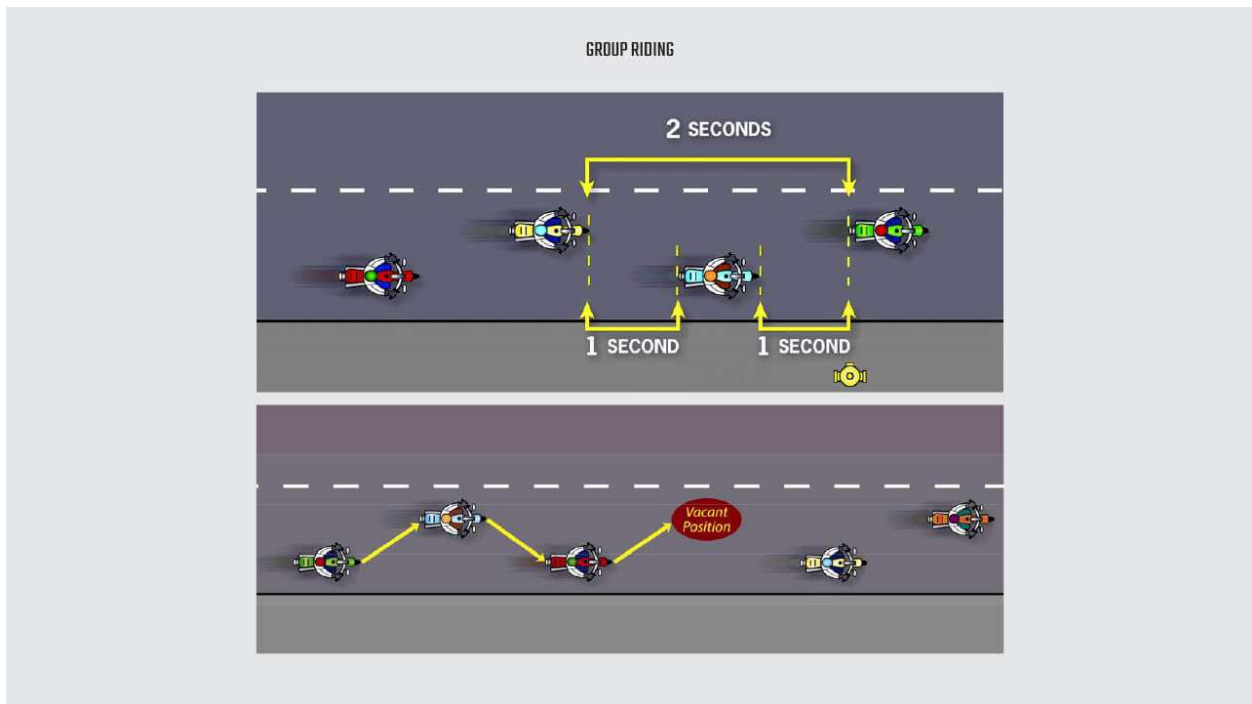 GROUP RIDING
2 SECONDS
1 SECOND
1 SECOND
Vacant
Position